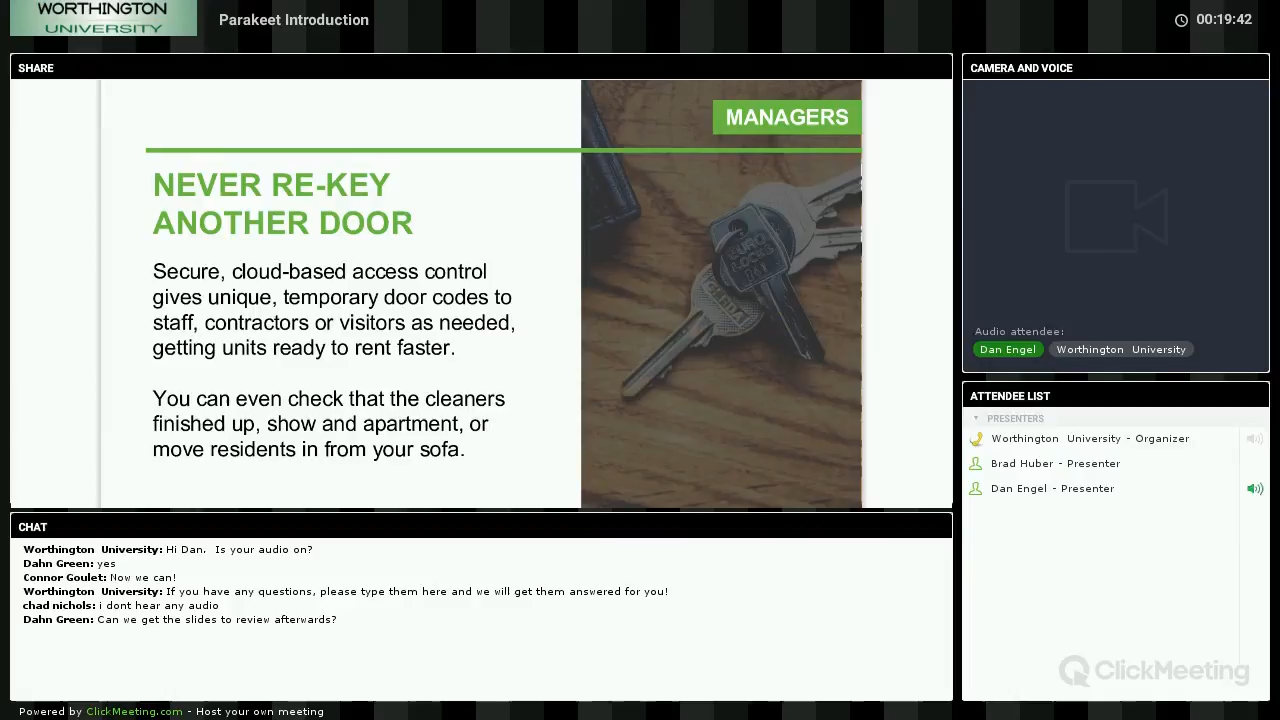 WORTHINGTON
UNIVERSITY
Parakeet Introduction
00:19:42
SHARE
MANAGERS
NEVER RE-KEY
ANOTHER DOOR
Secure, cloud-based access control
gives unique, temporary door codes to
staff, contractors or visitors as needed,
getting units ready to rent faster.
You can even check that the cleaners
finished up, show and apartment, or
move residents in from your sofa.
CAMERA AND VOICE
Audio attendee:
Dan Engel Worthington University
ATTENDEE LIST
PRESENTERS
Worthington University - Organizer
Brad Huber - Presenter
Dan Engel - Presenter
CHAT
Worthington University: Hi Dan. Is your audio on?
Dahn Green: yes
Connor Goulet: Now we can!
Worthington University: If you have any questions, please type them here and we will get them answered for you!
chad nichols: i dont hear any audio
Dahn Green: Can we get the slides to review afterwards?
ClickMeeting
Powered by ClickMeeting.com - Host your own meeting